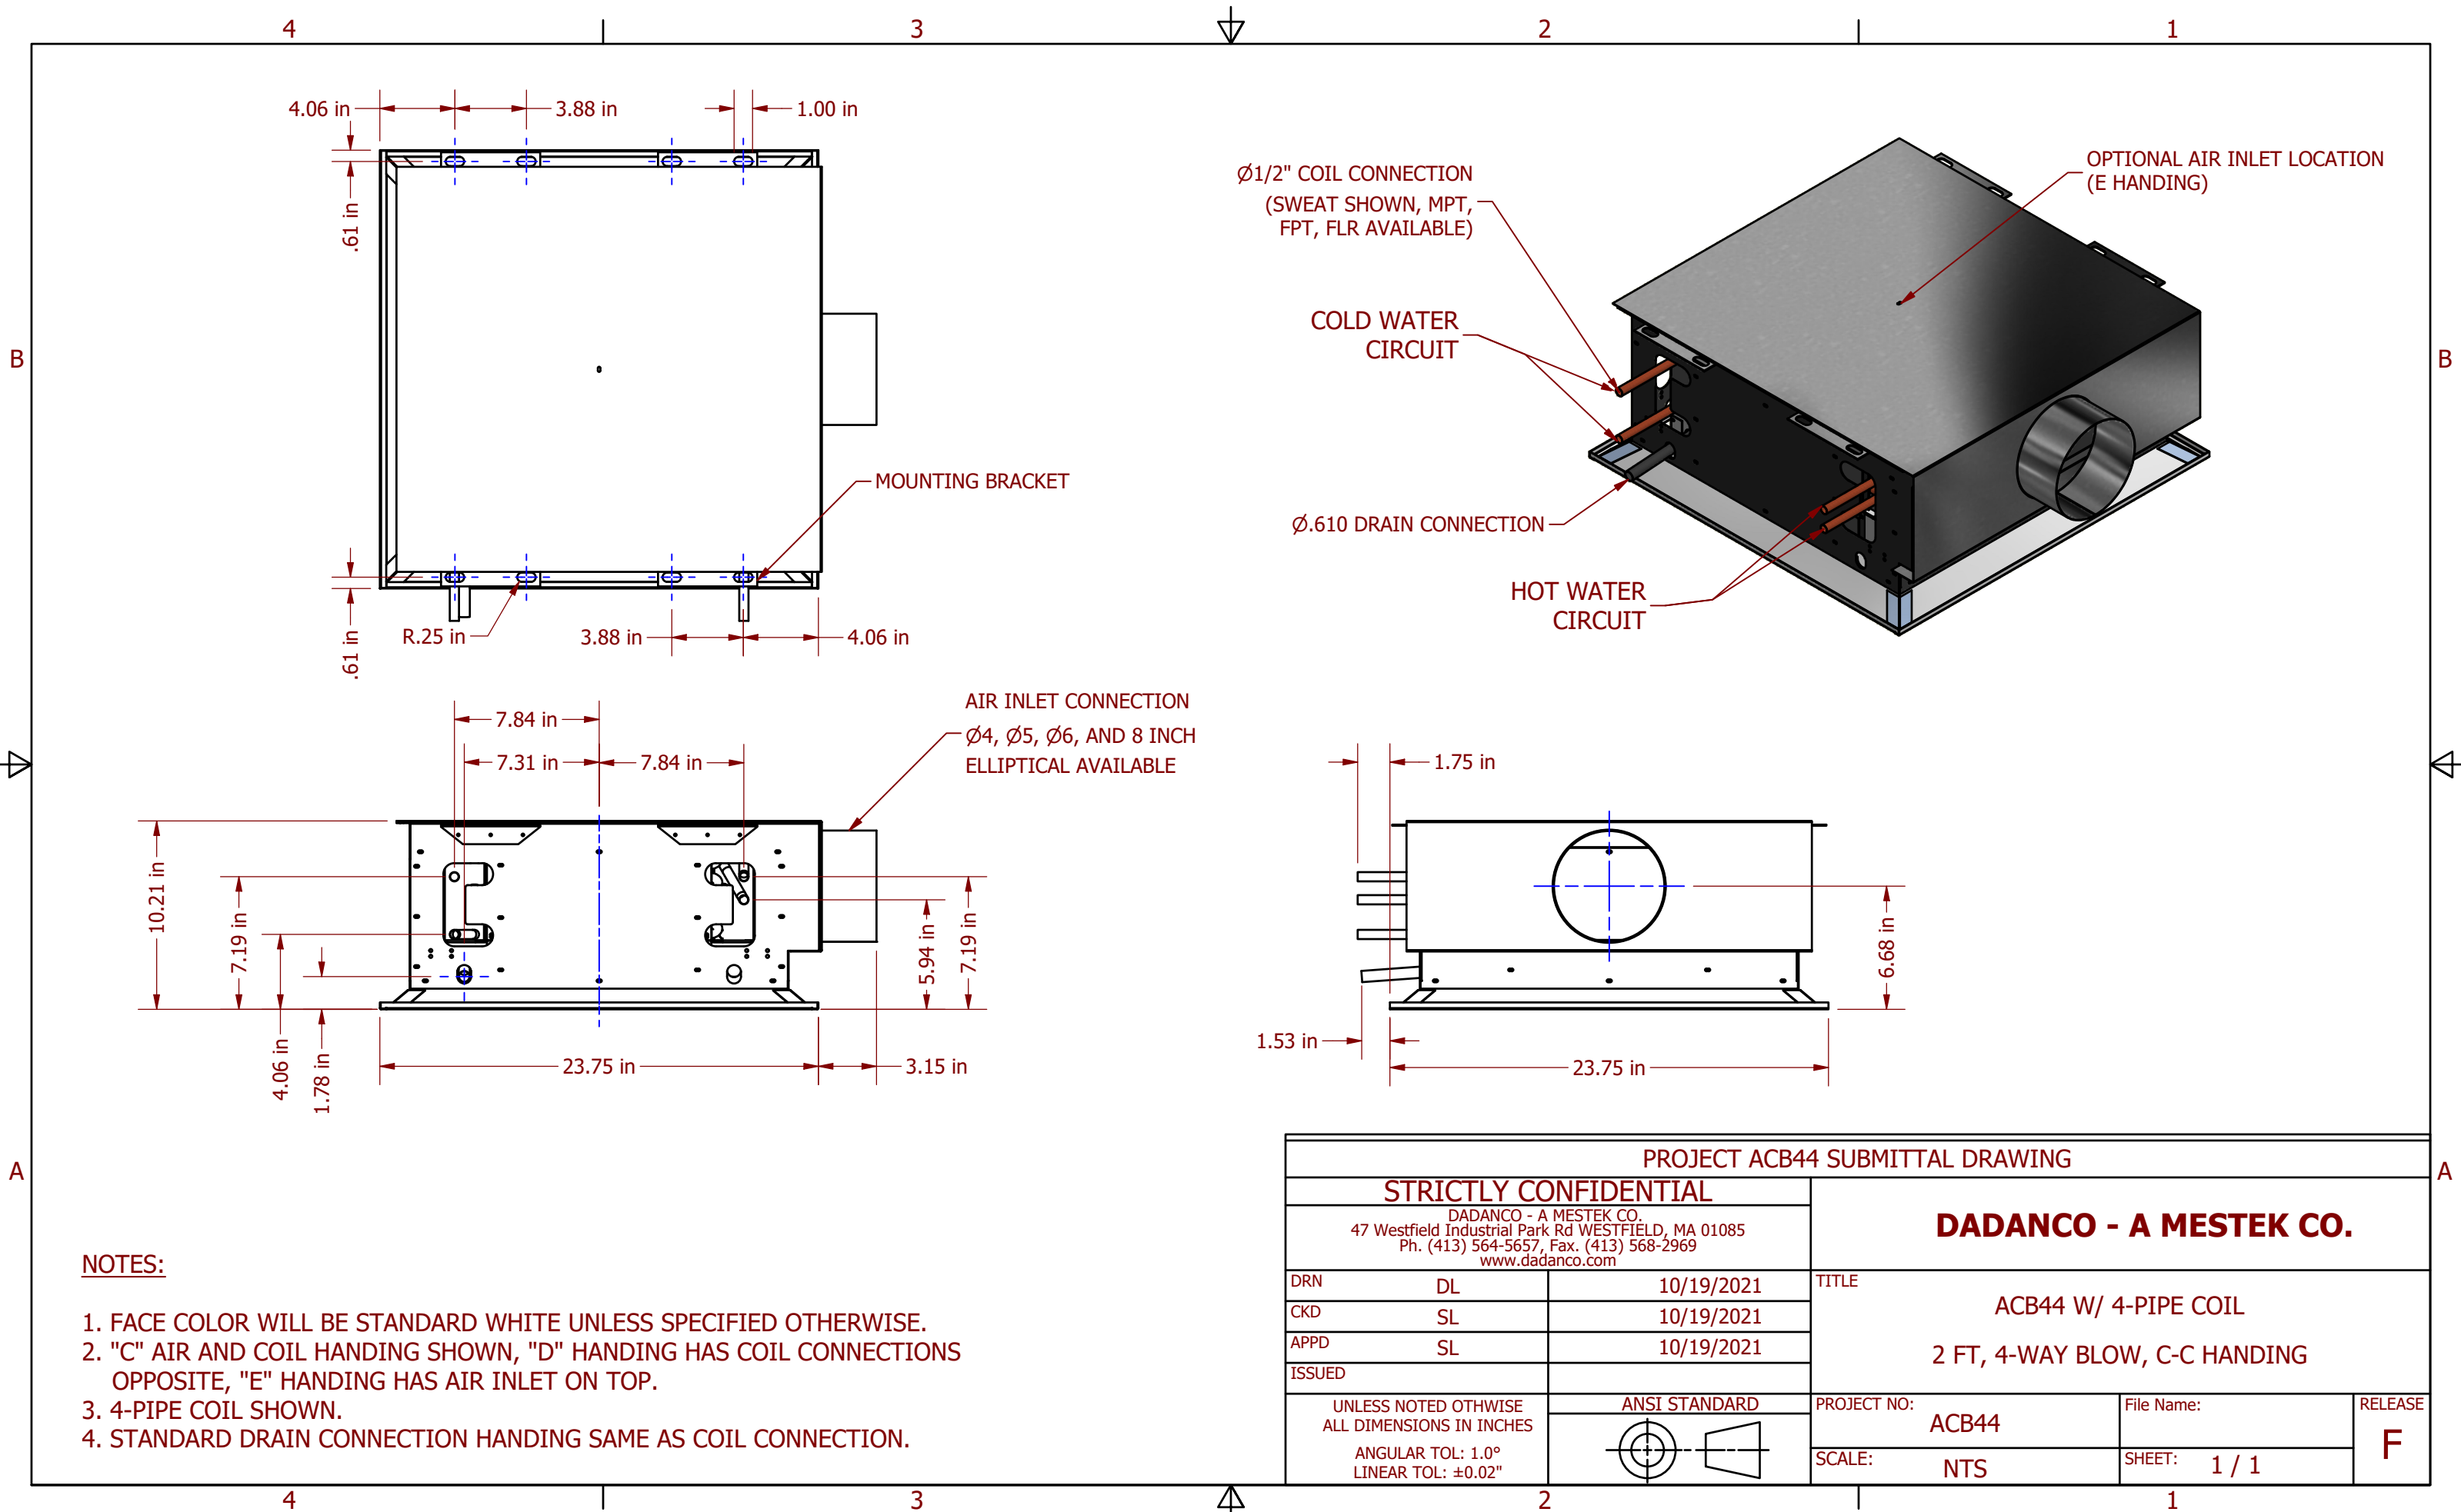 4
3
2
1
B
B
A
A
4.06 in
3.88 in
1.00 in
.61 in
MOUNTING BRACKET
.61 in
R.25 in
3.88 in
4.06 in
Ø1/2" COIL CONNECTION
(SWEAT SHOWN, MPT,
FPT, FLR AVAILABLE)
COLD WATER
CIRCUIT
Ø.610 DRAIN CONNECTION
HOT WATER
CIRCUIT
OPTIONAL AIR INLET LOCATION
(E HANDING)
AIR INLET CONNECTION
Ø4, Ø5, Ø6, AND 8 INCH
ELLIPTICAL AVAILABLE
7.84 in
7.31 in
7.84 in
10.21 in
7.19 in
4.06 in
1.78 in
5.94 in
7.19 in
23.75 in
3.15 in
1.75 in
6.68 in
1.53 in
23.75 in
NOTES:
1. FACE COLOR WILL BE STANDARD WHITE UNLESS SPECIFIED OTHERWISE.
2. "C" AIR AND COIL HANDING SHOWN, "D" HANDING HAS COIL CONNECTIONS
OPPOSITE, "E" HANDING HAS AIR INLET ON TOP.
3. 4-PIPE COIL SHOWN.
4. STANDARD DRAIN CONNECTION HANDING SAME AS COIL CONNECTION.
PROJECT ACB44 SUBMITTAL DRAWING
STRICTLY CONFIDENTIAL
DADANCO - A MESTEK CO.
47 Westfield Industrial Park Rd WESTFIELD, MA 01085
Ph. (413) 564-5657, Fax. (413) 568-2969
www.dadanco.com
DADANCO - A MESTEK CO.
DRN DL 10/19/2021
CKD SL 10/19/2021
APPD SL 10/19/2021
ISSUED
TITLE
ACB44 W/ 4-PIPE COIL
2 FT, 4-WAY BLOW, C-C HANDING
UNLESS NOTED OTHWISE
ALL DIMENSIONS IN INCHES
ANGULAR TOL: 1.0°
LINEAR TOL: ±0.02"
ANSI STANDARD
PROJECT NO: ACB44
File Name:
RELEASE
F
SCALE: NTS
SHEET: 1 / 1
4
3
2
1